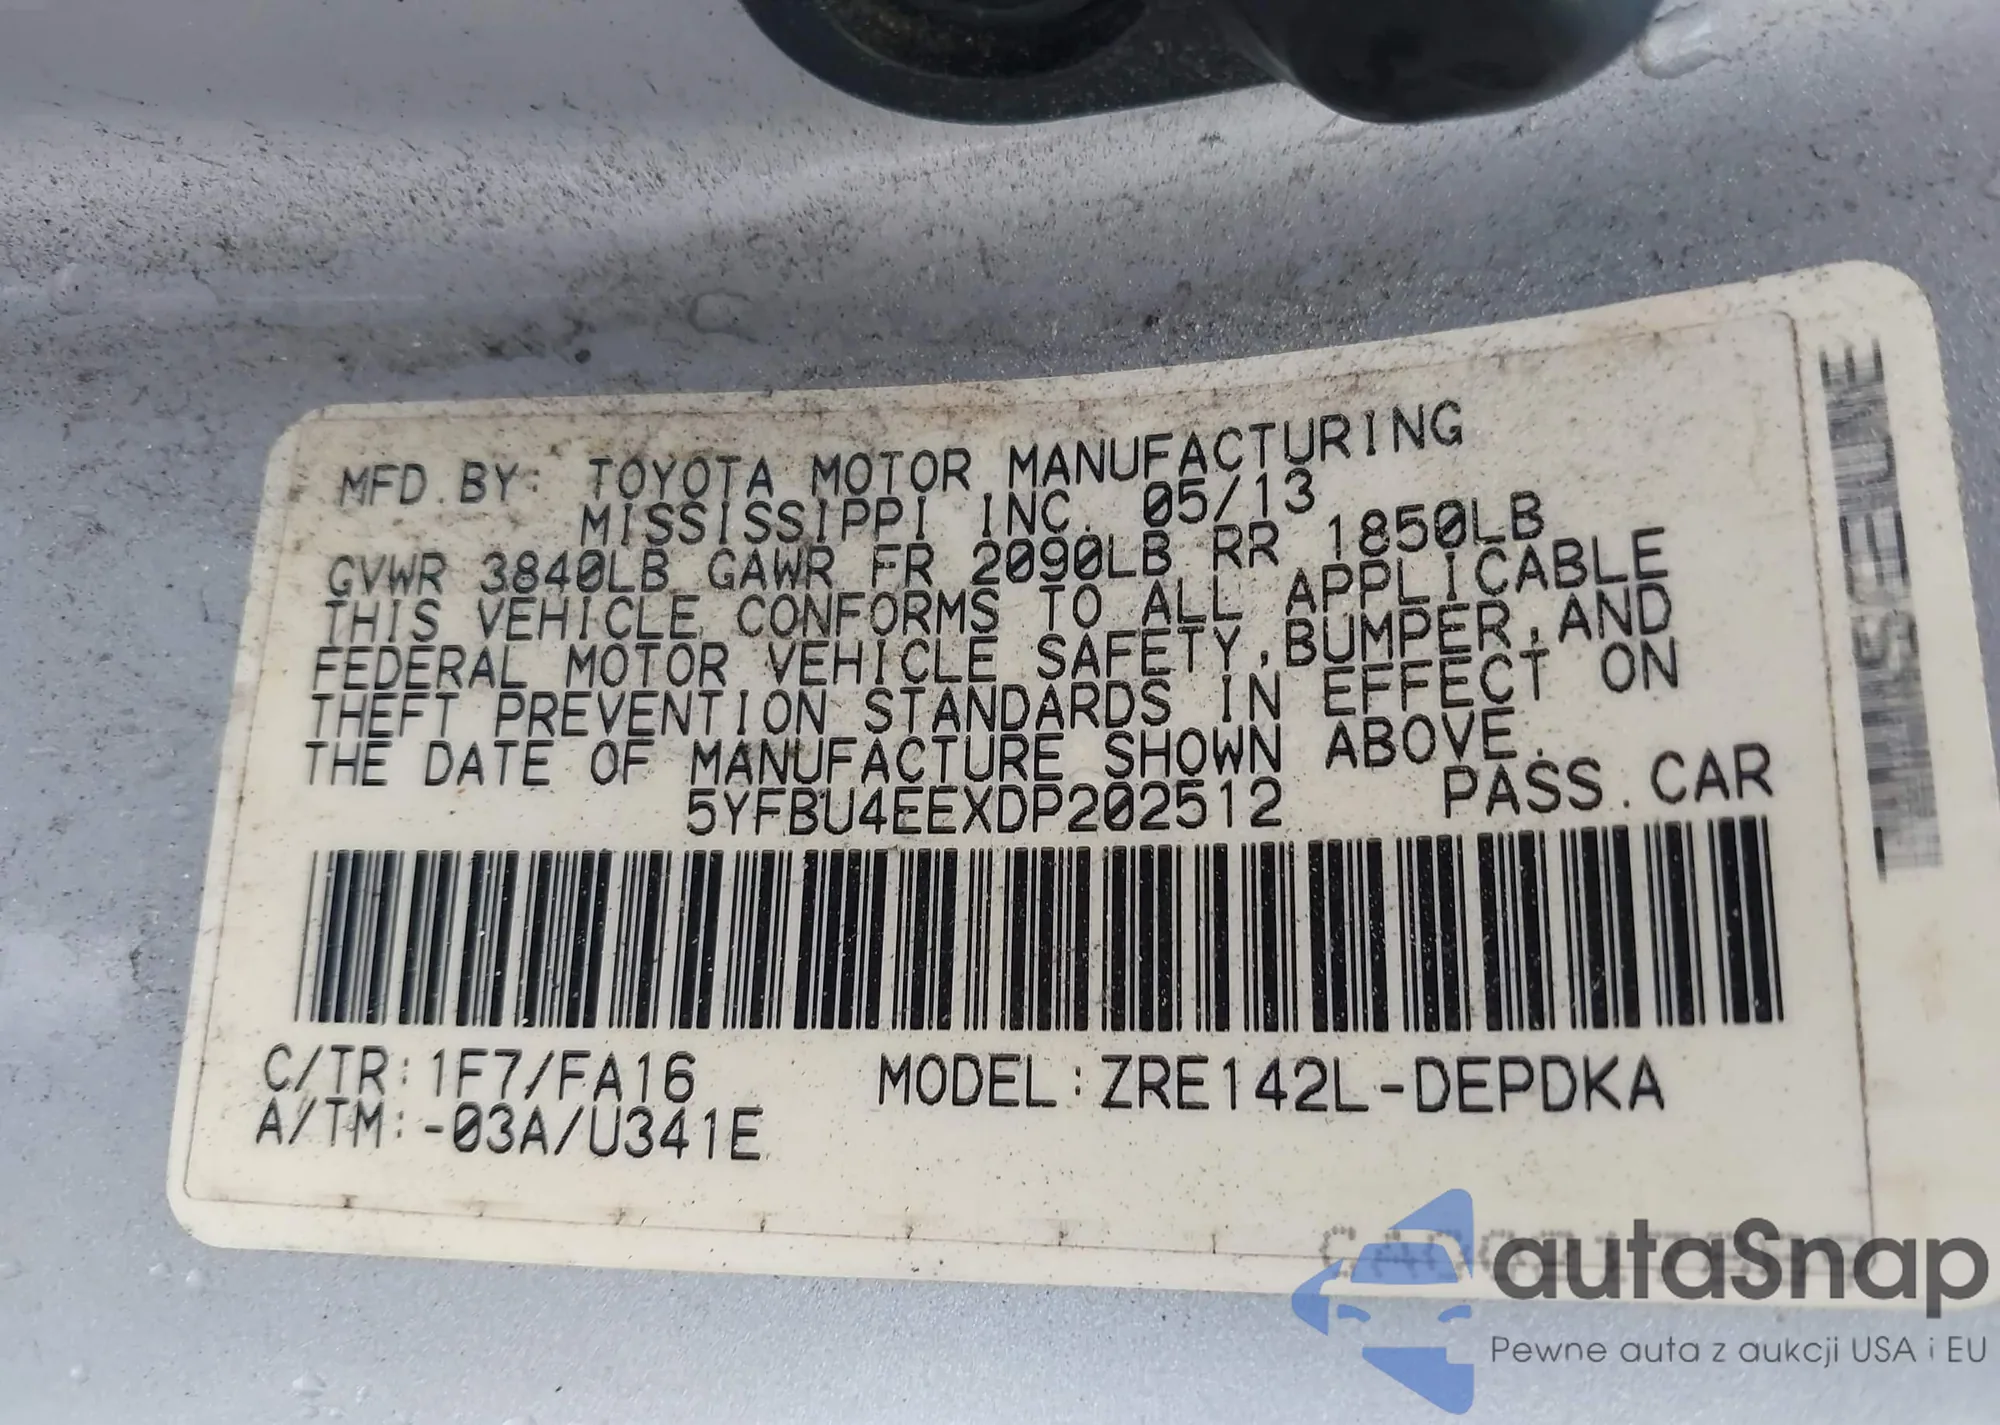 MFD.BY: TOYOTA MOTOR MANUFACTURING
MISSISSIPPI INC. 05/13
GVWR 3840LB GAWR FR 2090LB RR 1850LB
THIS VEHICLE CONFORMS TO ALL APPLICABLE
FEDERAL MOTOR VEHICLE SAFETY,BUMPER,AND
THEFT PREVENTION STANDARDS IN EFFECT ON
THE DATE OF MANUFACTURE SHOWN ABOVE.
5YFBU4EEXDP202512 PASS.CAR
C/TR:1F7/FA16 MODEL:ZRE142L-DEPDKA
A/TM:-03A/U341E
autaSnap
Pewne auta z aukcji USA i EU